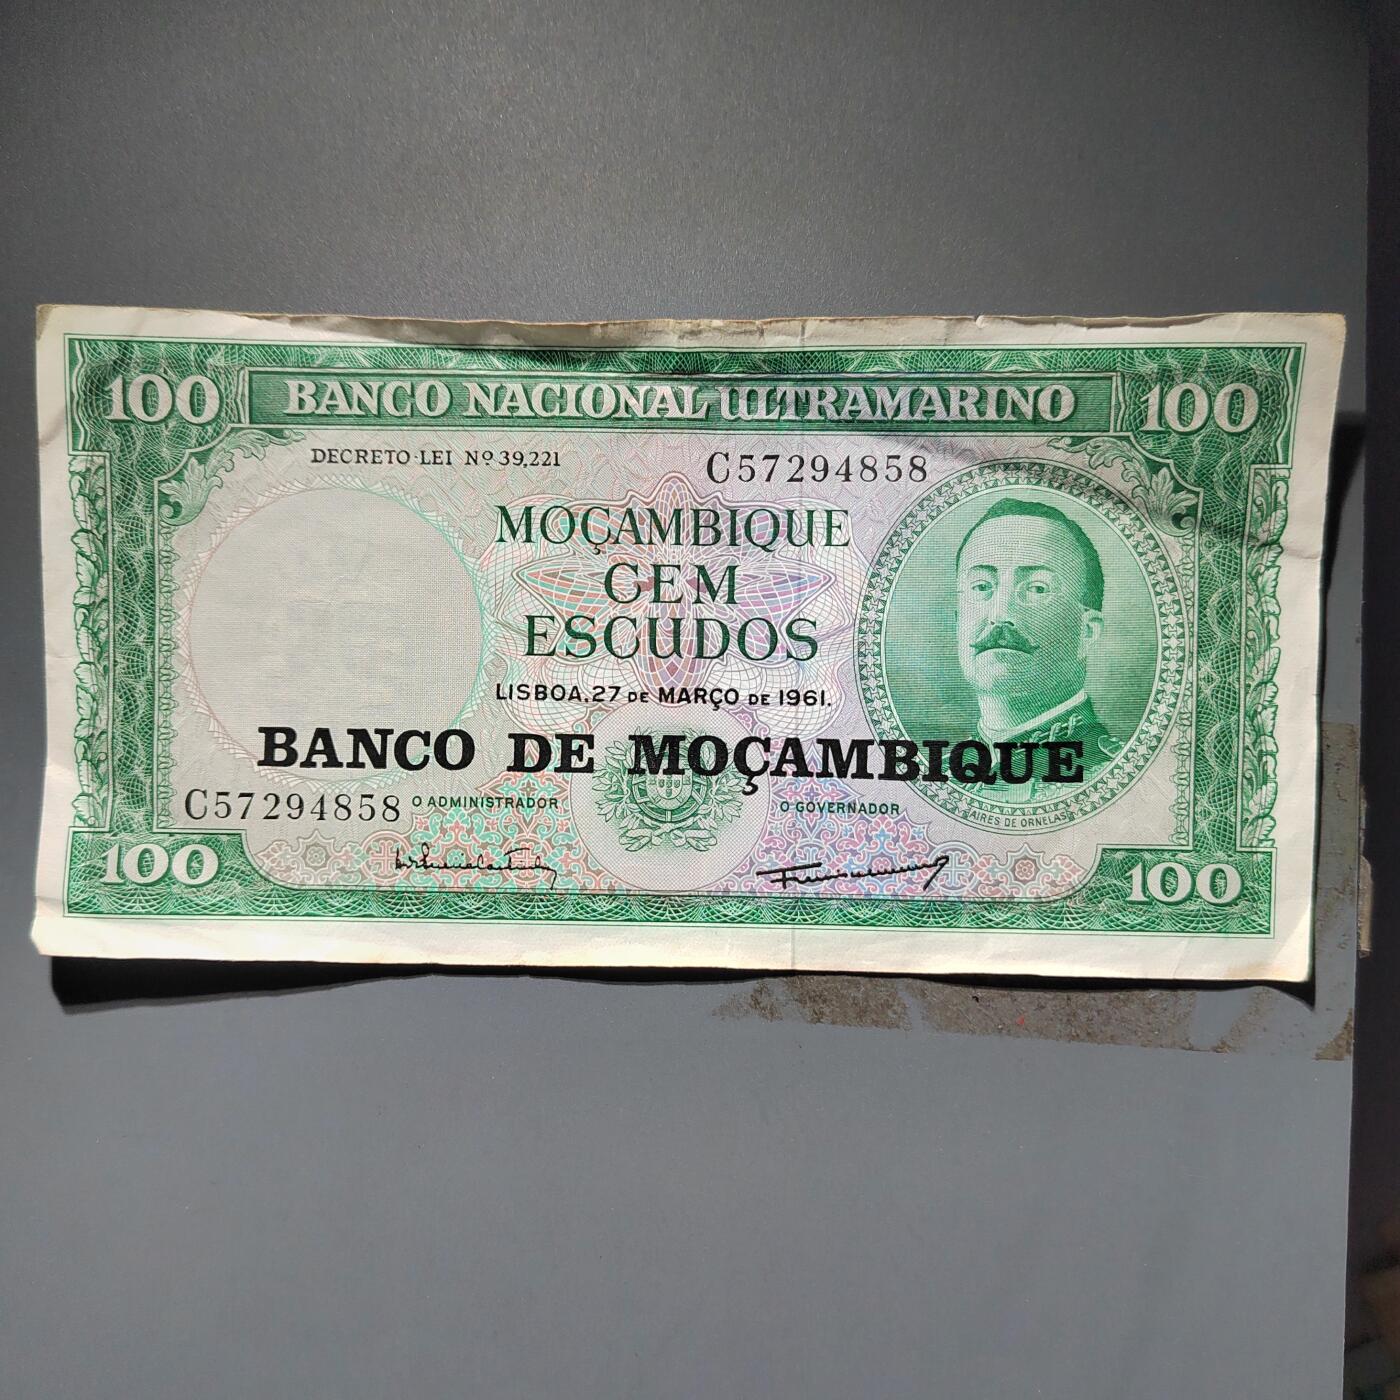 100 BANCO NACIONAL ULTRAMARINO 100
DECRETO-LEI Nº 39,221
C57294858
MOÇAMBIQUE
CEM
ESCUDOS
LISBOA, 27 DE MARÇO DE 1961.
BANCO DE MOÇAMBIQUE
C57294858
O ADMINISTRADOR
O GOVERNADOR
AIRES DE ORNELAS
100
100